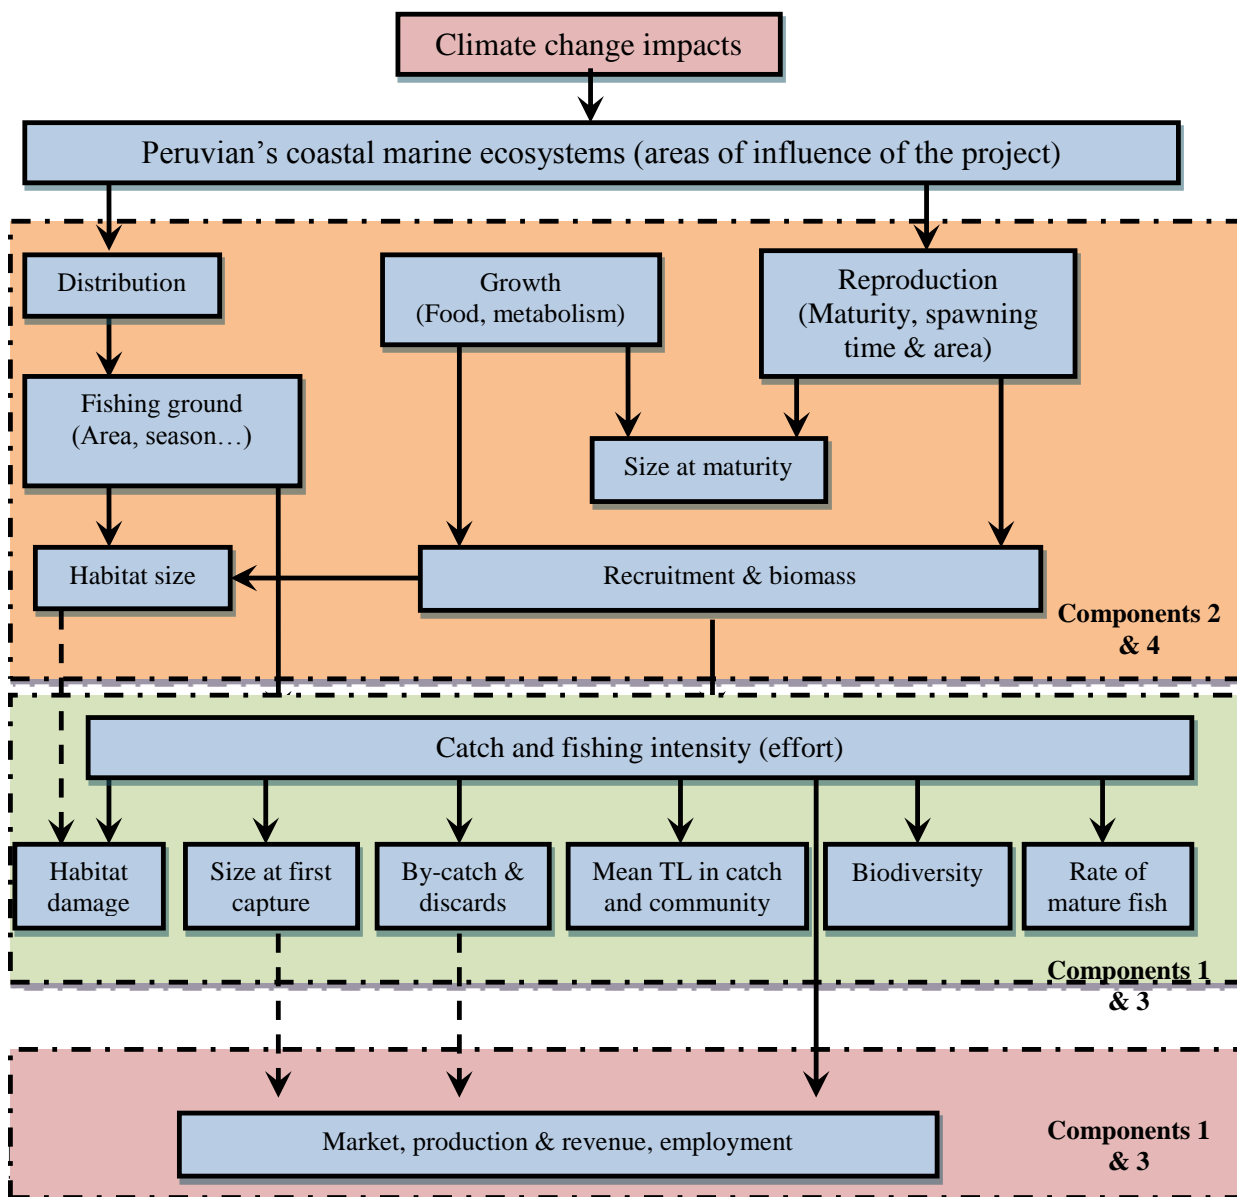 Climate change impacts
Peruvian's coastal marine ecosystems (areas of influence of the project)
Distribution
Growth
(Food, metabolism)
Reproduction
(Maturity, spawning
time & area)
Fishing ground
(Area, season…)
Size at maturity
Habitat size
Recruitment & biomass
Components 2
& 4
Catch and fishing intensity (effort)
Habitat
damage
Size at first
capture
By-catch &
discards
Mean TL in catch
and community
Biodiversity
Rate of
mature fish
Components 1
& 3
Market, production & revenue, employment
Components 1
& 3